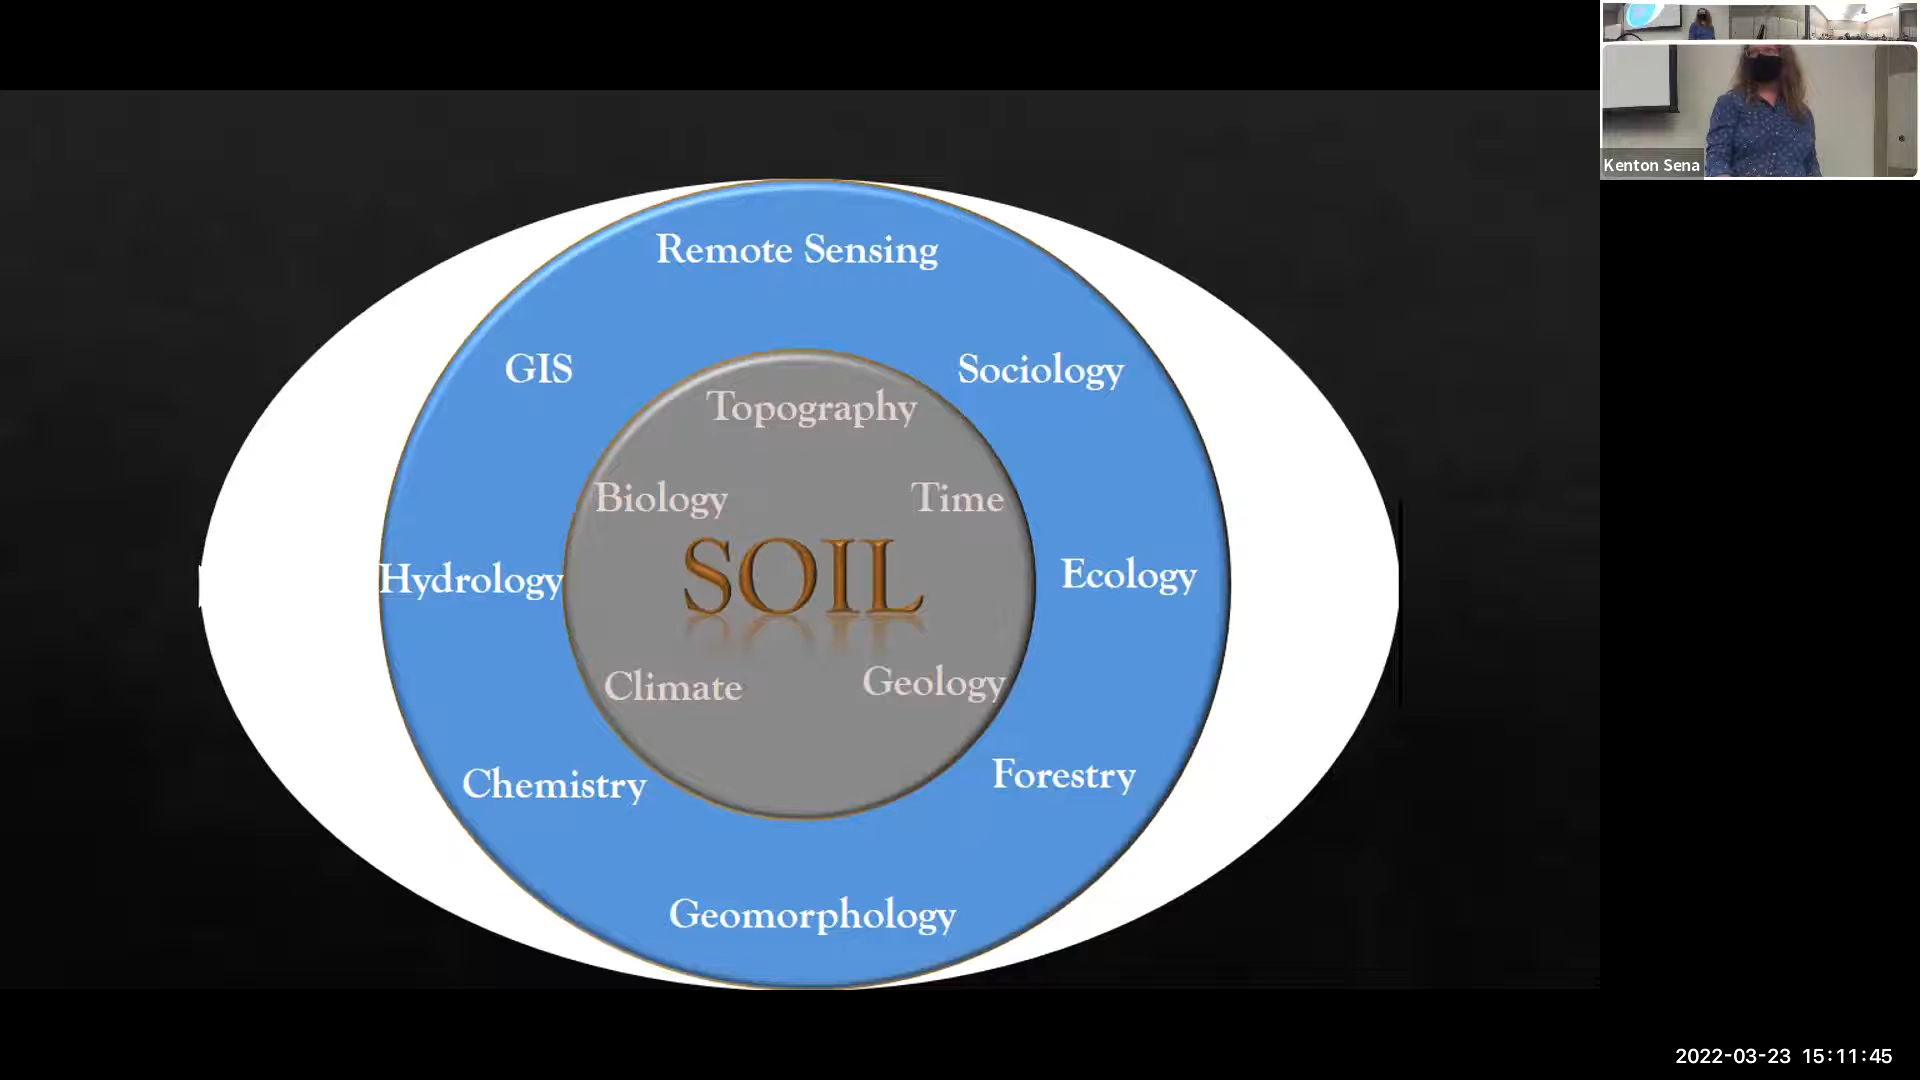 Remote Sensing
GIS
Sociology
Topography
Biology
Time
SOIL
Hydrology
Ecology
Climate
Geology
Chemistry
Forestry
Geomorphology
Kenton Sena
2022-03-23 15:11:45